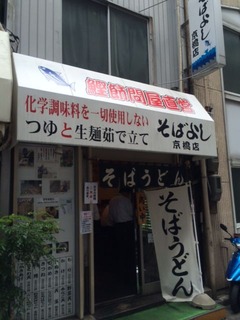 鰹節問屋直営
化学調味料を一切使用しない
つゆと生麺茹で立て
そばよし
京橋店
そばよし
京橋店
そばうどん
そばうどん